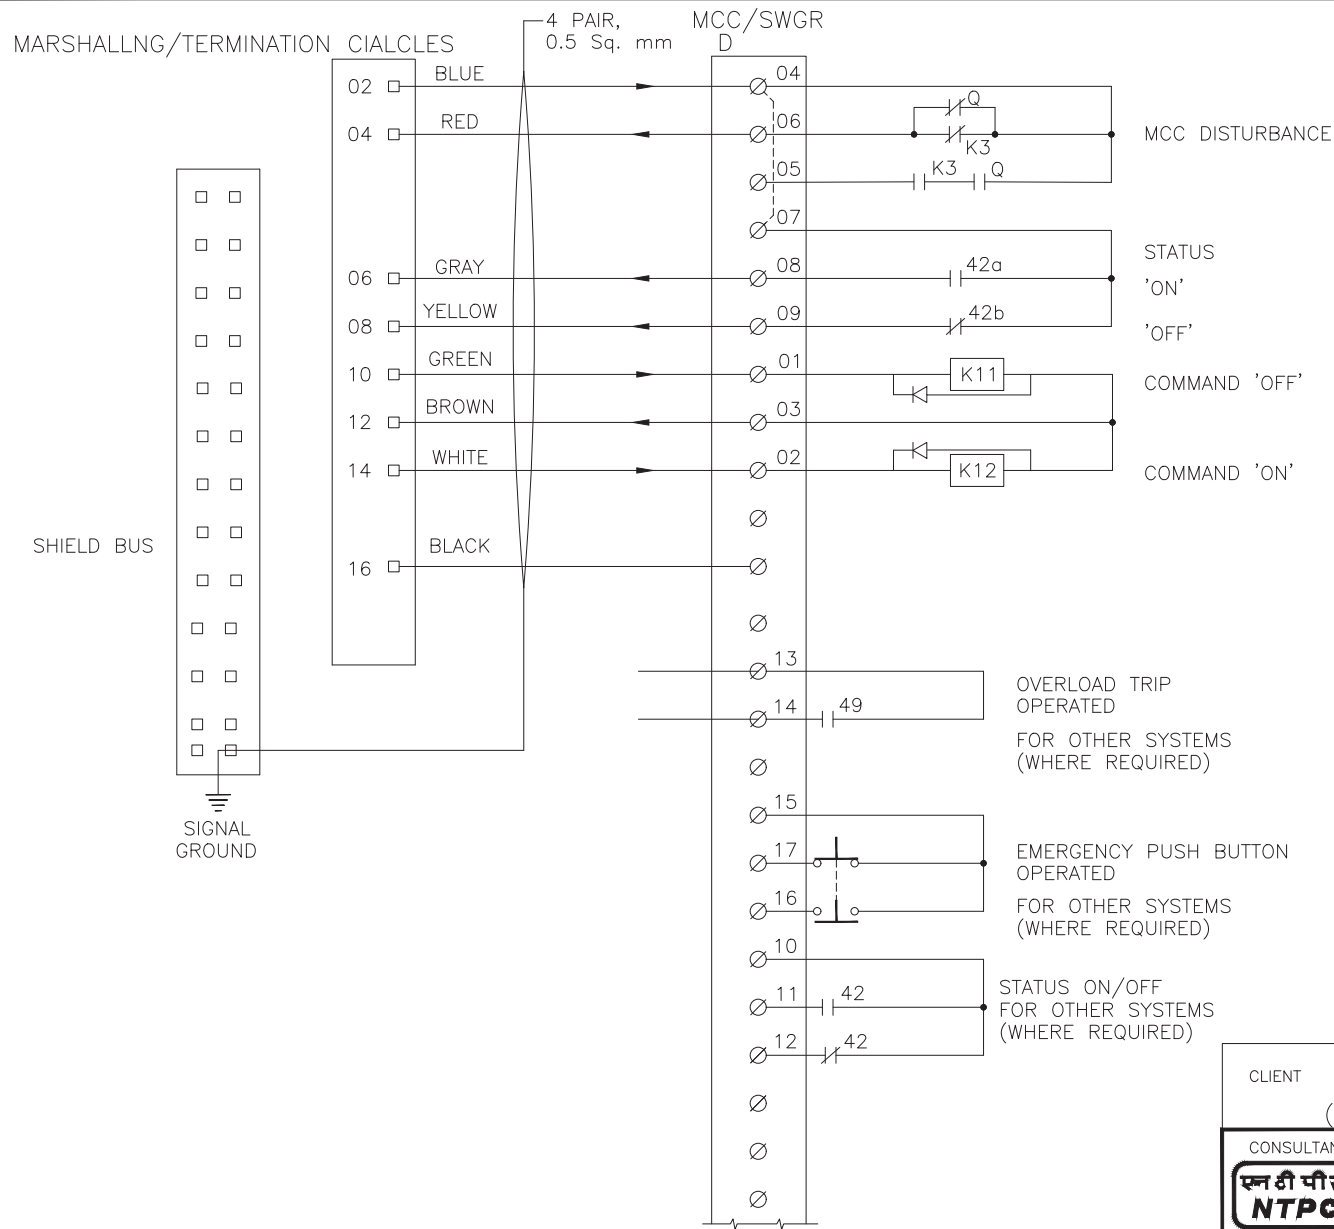 4 PAIR,
0.5 Sq. mm
MCC/SWGR
D
MARSHALLNG/TERMINATION CIALCLES
02 BLUE 04
04 RED 06 Q
K3
MCC DISTURBANCE
05 K3 Q
07
STATUS
06 GRAY 08 42a
'ON'
08 YELLOW 09 42b
'OFF'
10 GREEN 01 K11
COMMAND 'OFF'
12 BROWN 03
14 WHITE 02 K12
COMMAND 'ON'
SHIELD BUS
16 BLACK
13
OVERLOAD TRIP
OPERATED
14 49
FOR OTHER SYSTEMS
(WHERE REQUIRED)
SIGNAL
GROUND
15
17
EMERGENCY PUSH BUTTON
OPERATED
16
FOR OTHER SYSTEMS
(WHERE REQUIRED)
10
STATUS ON/OFF
11 42
FOR OTHER SYSTEMS
(WHERE REQUIRED)
12 42
CLIENT
(
CONSULTAN
एन टी पी
NTPC